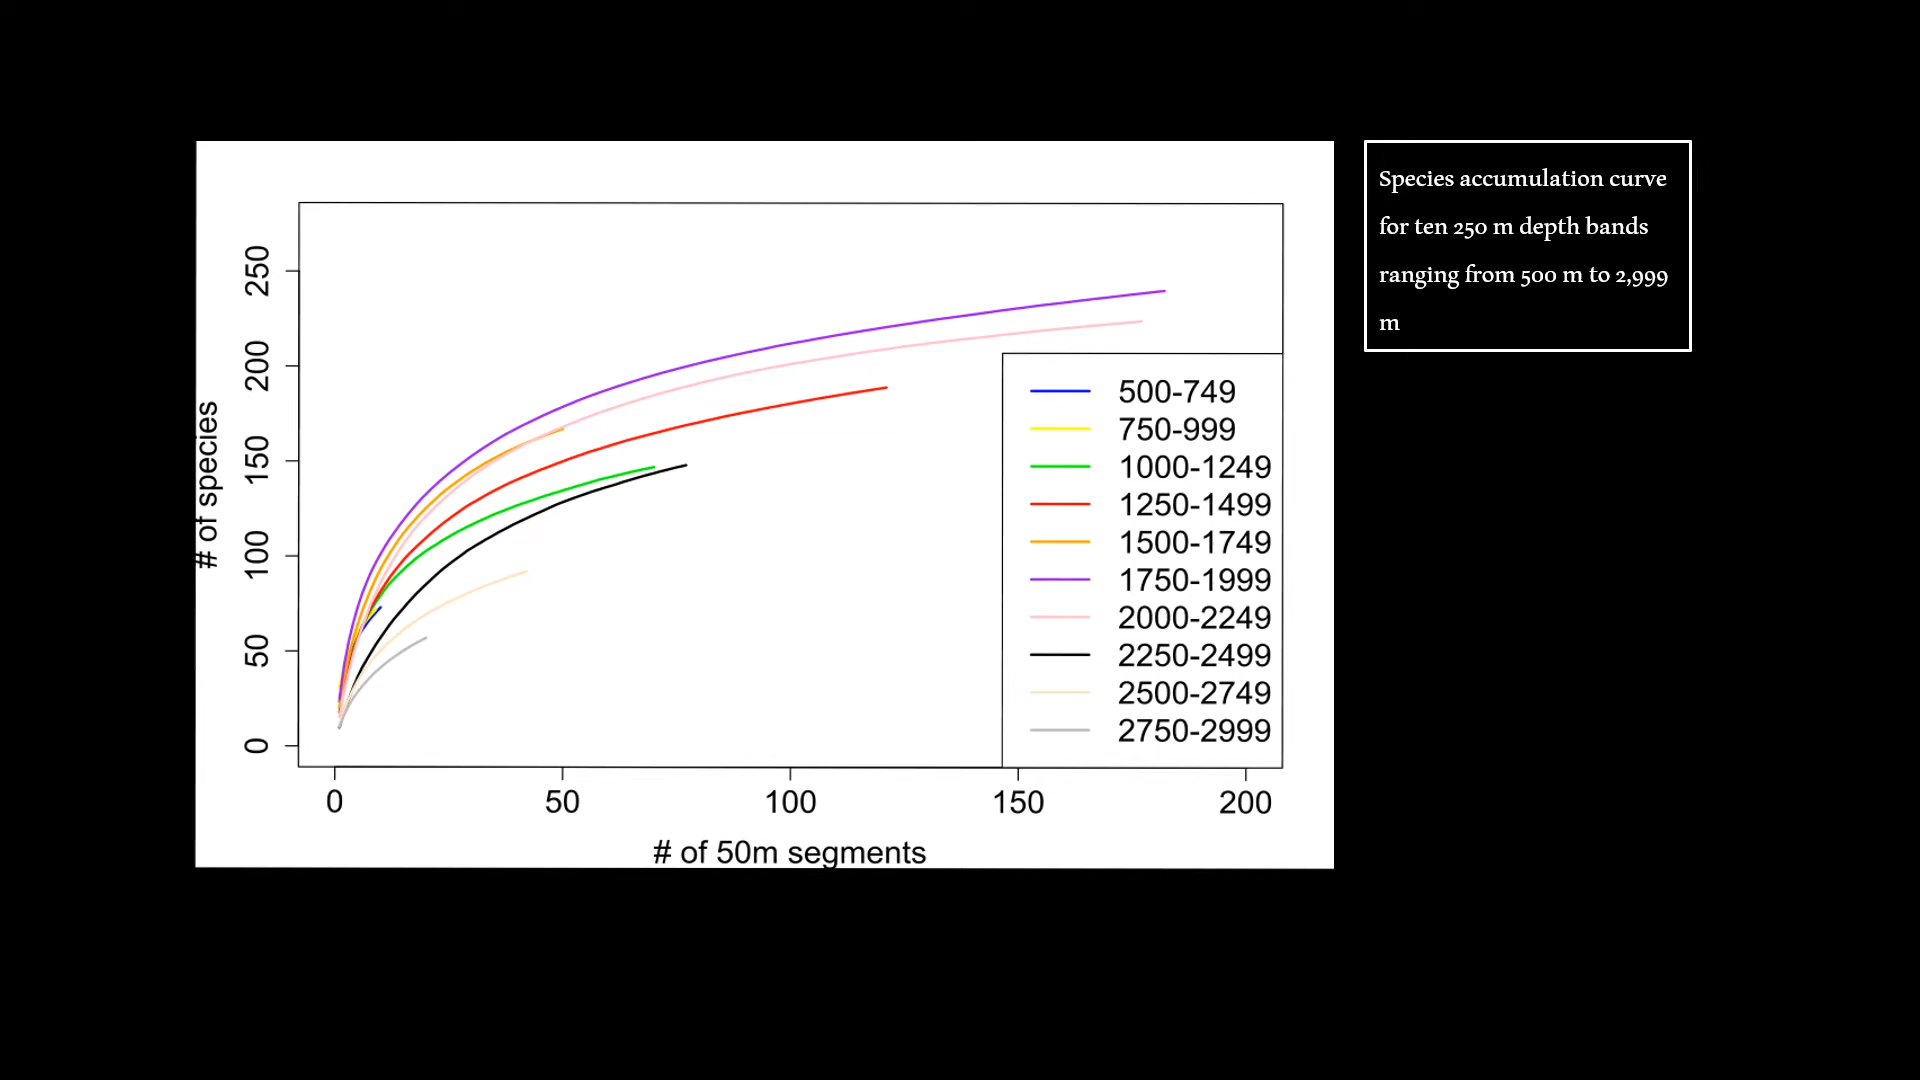 Species accumulation curve
for ten 250 m depth bands
ranging from 500 m to 2,999
m
# of species
250
200
150
100
50
0
500-749
750-999
1000-1249
1250-1499
1500-1749
1750-1999
2000-2249
2250-2499
2500-2749
2750-2999
0 50 100 150 200
# of 50m segments